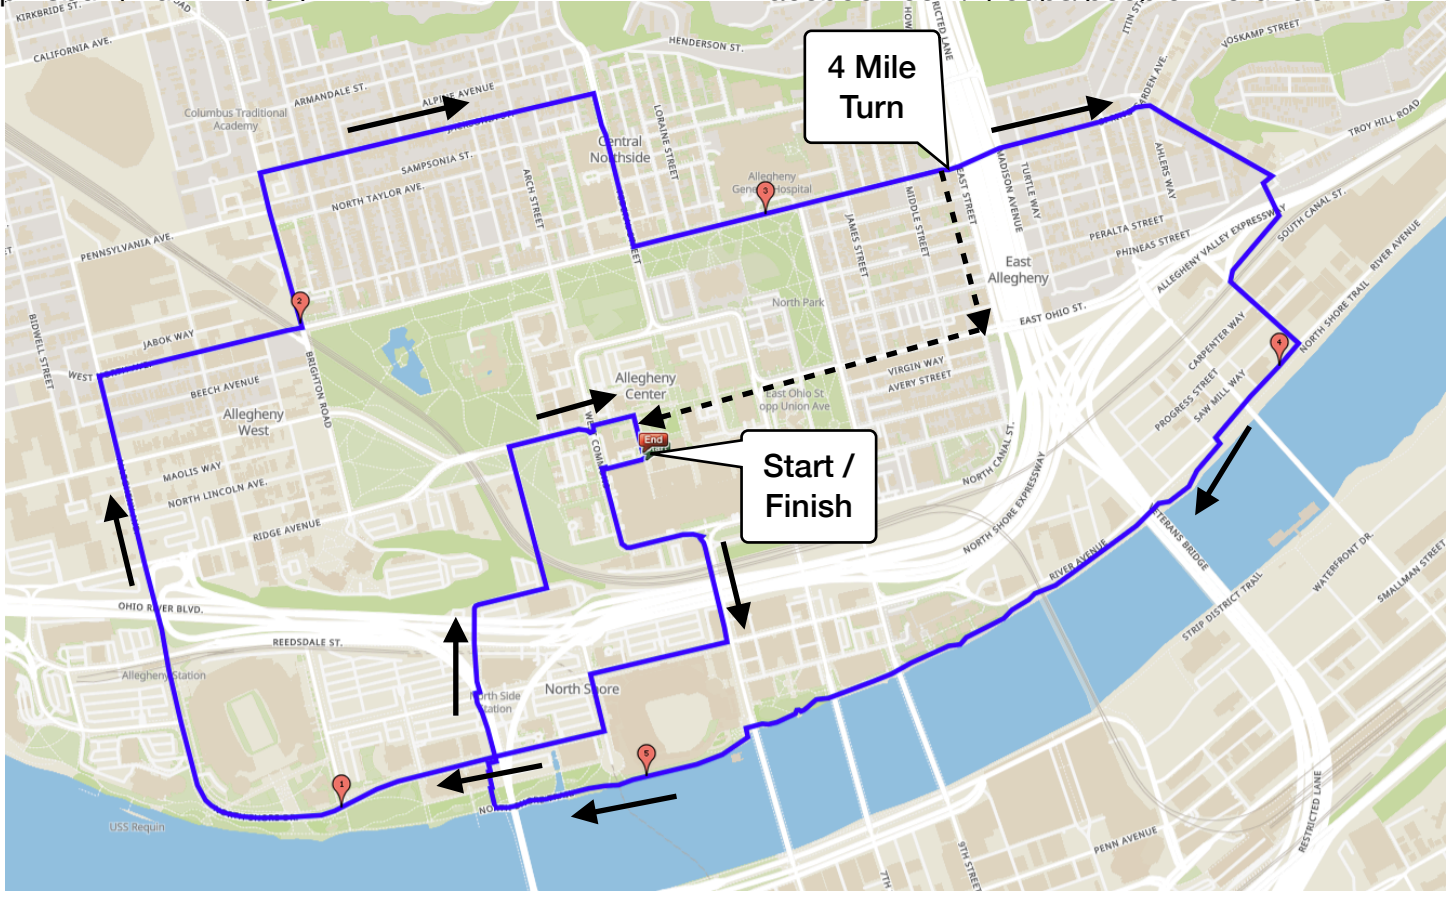 KIRKBRIDE ST.
CALIFORNIA AVE.
HENDERSON ST.
VOSKAMP STREET
4 Mile
Turn
ARMANDALE ST.
ALPINE AVENUE
Columbus Traditional
Academy
LORAINE STREET
Central
Northside
TROY HILL ROAD
SAMPSONIA ST.
NORTH TAYLOR AVE.
ARCH STREET
Allegheny
General Hospital
3
MIDDLE STREET
JAMES STREET
EAST STREET
MADISON AVENUE
TURTLE WAY
AHLERS WAY
PERALTA STREET
PHINEAS STREET
SOUTH CANAL ST.
ALLEGHENY VALLEY EXPRESSWAY
RIVER AVENUE
PENNSYLVANIA AVE.
East
Allegheny
North Park
2
EAST OHIO ST.
NORTH SHORE TRAIL
BIDWELL STREET
JABOK WAY
BRIGHTON ROAD
BEECH AVENUE
Allegheny
West
Allegheny
Center
VIRGIN WAY
AVERY STREET
East Ohio St
opp Union Ave
CARPENTER WAY
PROGRESS STREET
SAW MILL WAY
4
End
Start /
Finish
MAOLIS WAY
NORTH LINCOLN AVE.
RIDGE AVENUE
NORTH CANAL ST.
NORTH SHORE EXPRESSWAY
RIVER AVENUE
VETERANS BRIDGE
WATERFRONT DR.
SMALLMAN STREET
STRIP DISTRICT TRAIL
OHIO RIVER BLVD.
REEDSDALE ST.
Allegheny Station
North Side
Station
North Shore
1
5
USS Requin
RESTRICTED LANE
PENN AVENUE
9TH STREET
7TH